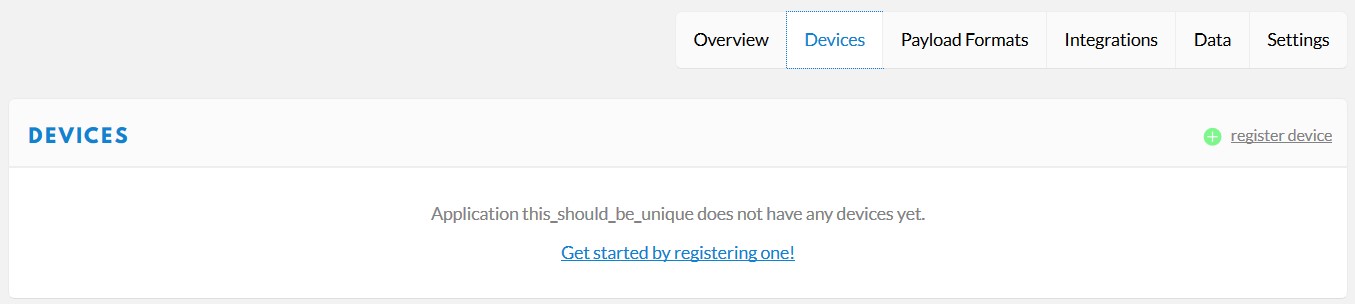 Overview Devices Payload Formats Integrations Data Settings
DEVICES
register device
Application this_should_be_unique does not have any devices yet.
Get started by registering one!